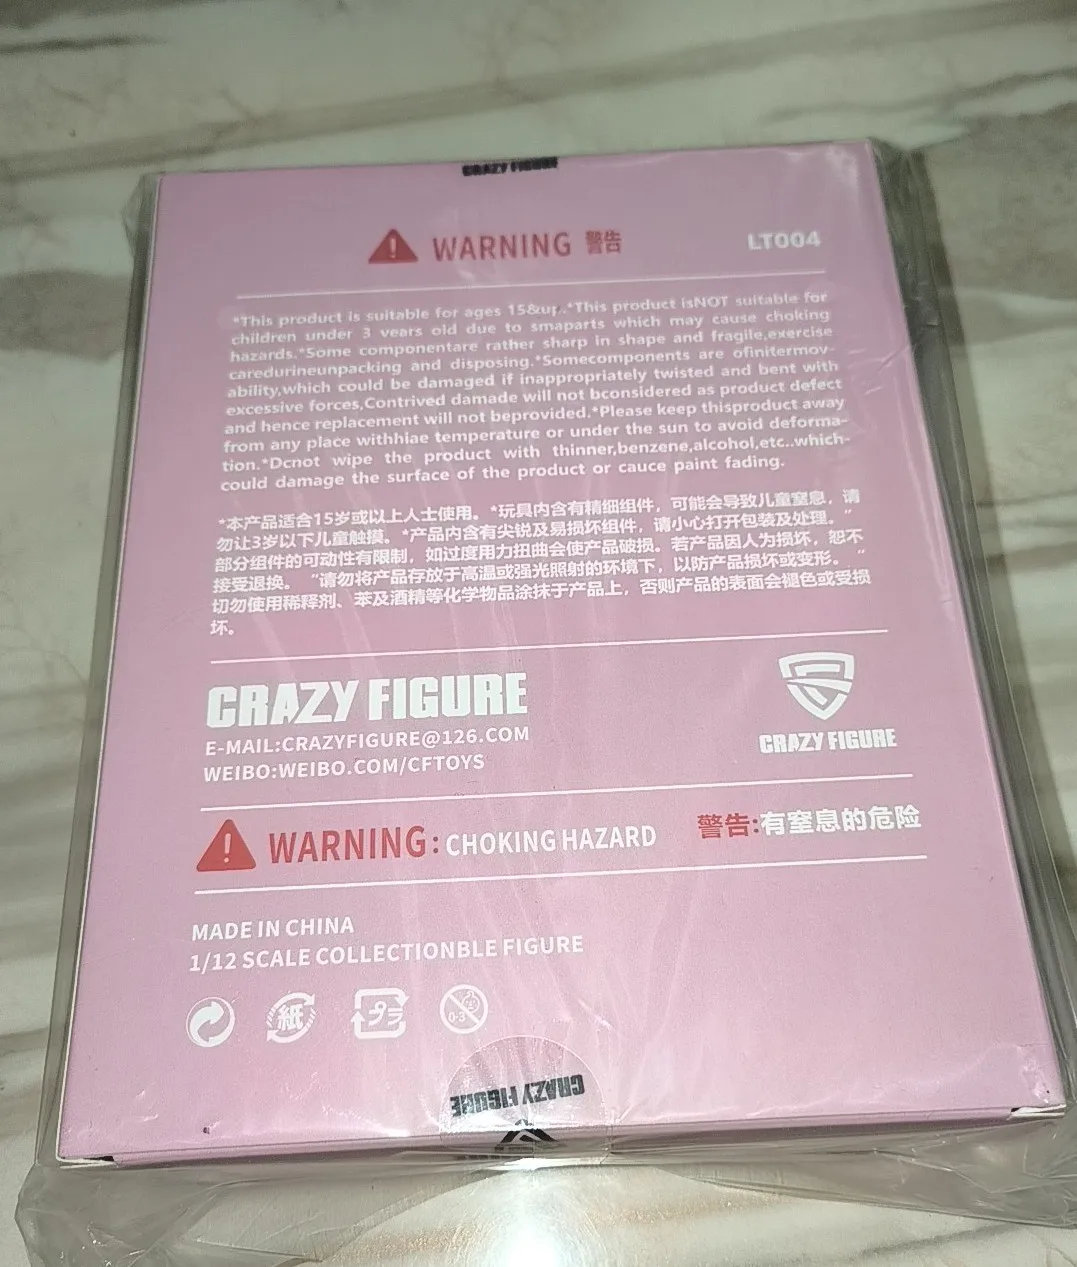 CRAZY FIGURE
WARNING 警告
LT004
*This product is suitable for ages 15&up..*This product isNOT suitable for
children under 3 years old due to smaparts which may cause choking
hazards.*Some componentare rather sharp in shape and fragile,exercise
caredurineunpacking and disposing.*Somecomponents are ofinitermov-
ability,which could be damaged if inappropriately twisted and bent with
excessive forces,Contrived damade will not bconsidered as product defect
and hence replacement will not beprovided.*Please keep thisproduct away
from any place withhiae temperature or under the sun to avoid deforma-
tion.*Dcnot wipe the product with thinner,benzene,alcohol,etc..which-
could damage the surface of the product or cauce paint fading.
*本产品适合15岁或以上人士使用。*玩具内含有精细组件，可能会导致儿童窒息，请
勿让3岁以下儿童触摸。*产品内含有尖锐及易损坏组件，请小心打开包装及处理。”
部分组件的可动性有限制，如过度用力扭曲会使产品破损。若产品因人为损坏，恕不
接受退换。“请勿将产品存放于高温或强光照射的环境下，以防产品损坏或变形。”
切勿使用稀释剂、苯及酒精等化学物品涂抹于产品上，否则产品的表面会褪色或受损
坏。
CRAZY FIGURE
E-MAIL:CRAZYFIGURE@126.COM
WEIBO:WEIBO.COM/CFTOYS
CRAZY FIGURE
WARNING: CHOKING HAZARD
警告:有窒息的危险
MADE IN CHINA
1/12 SCALE COLLECTIONBLE FIGURE
紙
プラ
0-3
CRAZY FIGURE